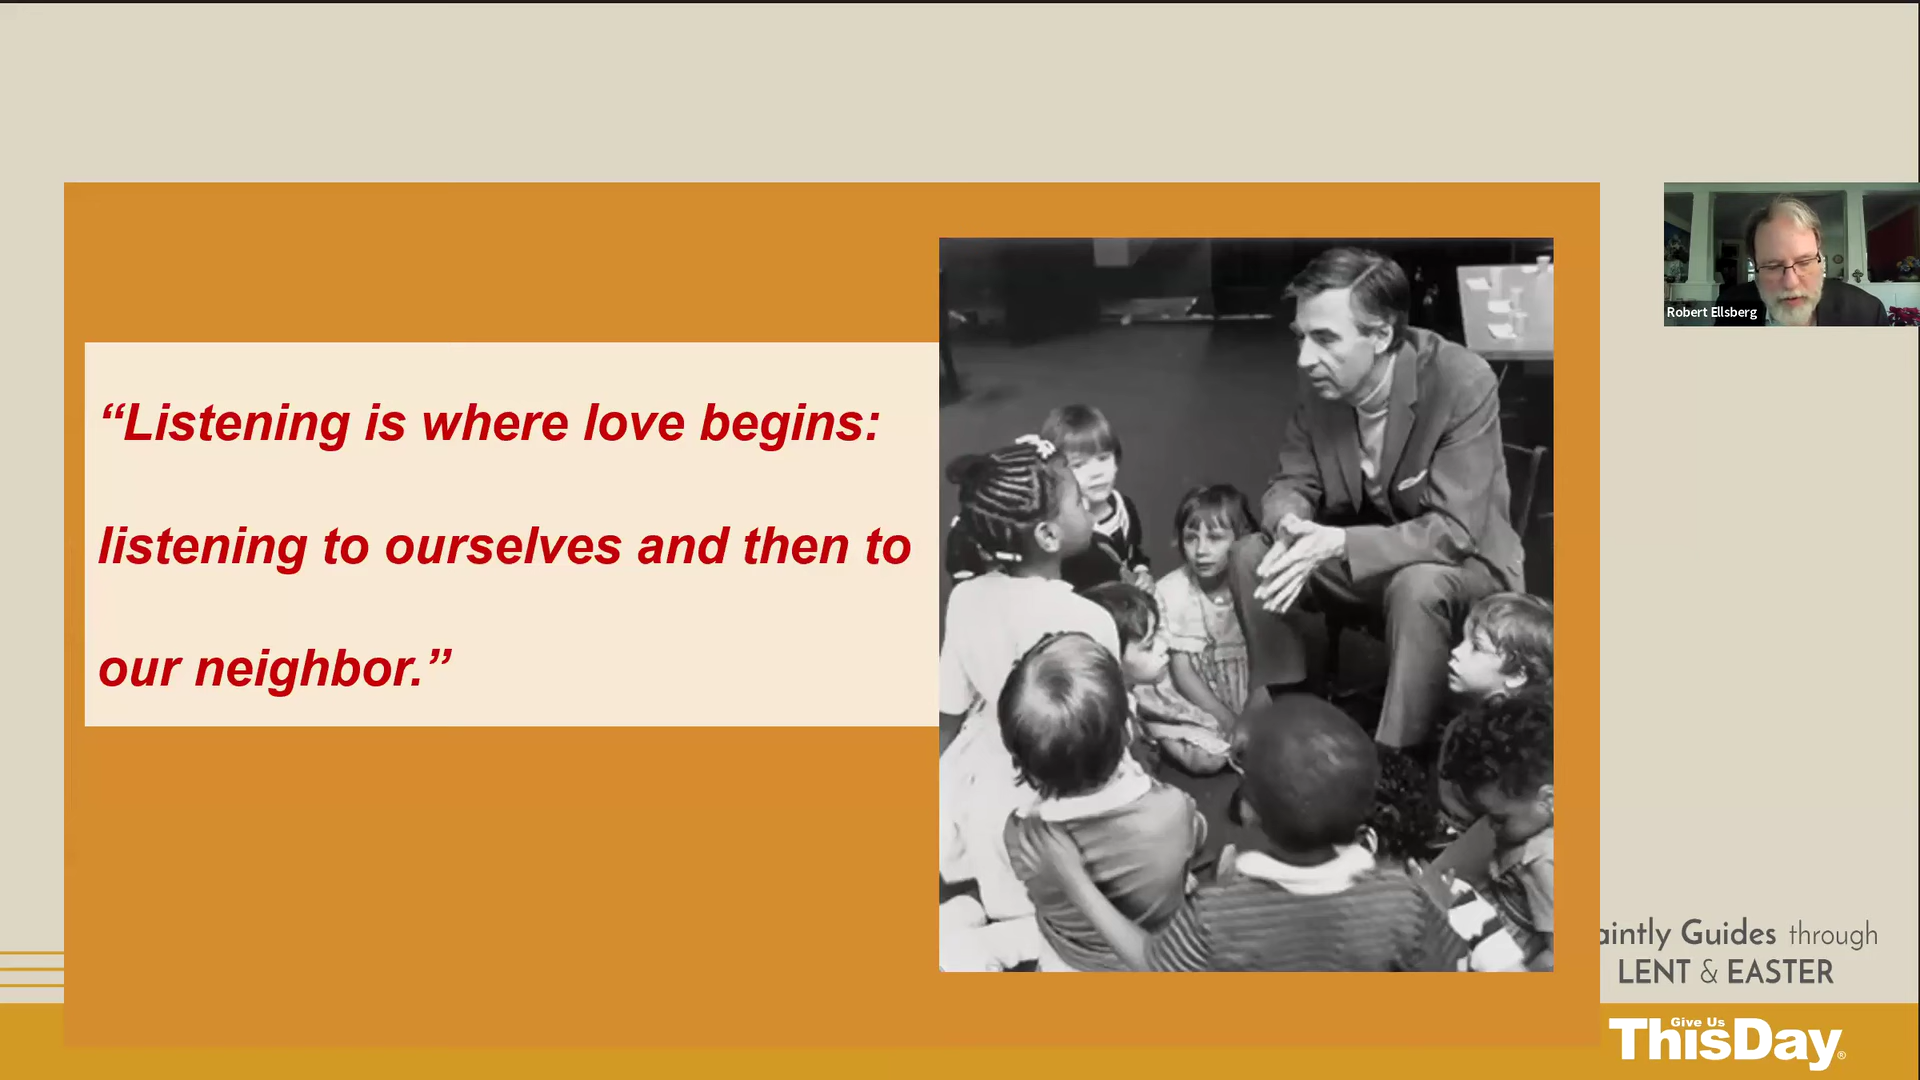 “Listening is where love begins:
listening to ourselves and then to
our neighbor.”
Robert Ellsberg
aintly Guides through
LENT & EASTER
Give Us
ThisDay®